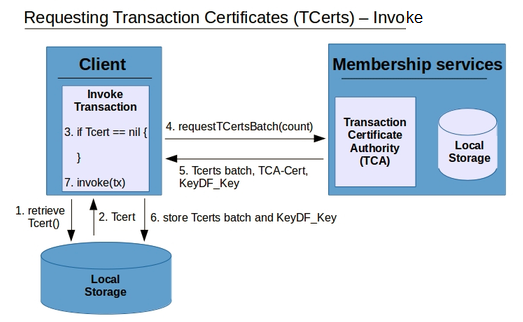 Requesting Transaction Certificates (TCerts) – Invoke
Client
Invoke
Transaction
3. if Tcert == nil {
}
7. invoke(tx)
Membership services
Transaction
Certificate
Authority
(TCA)
Local
Storage
4. requestTCertsBatch(count)
5. Tcerts batch, TCA-Cert,
KeyDF_Key
1. retrieve
Tcert()
2. Tcert
6. store Tcerts batch and KeyDF_Key
Local
Storage